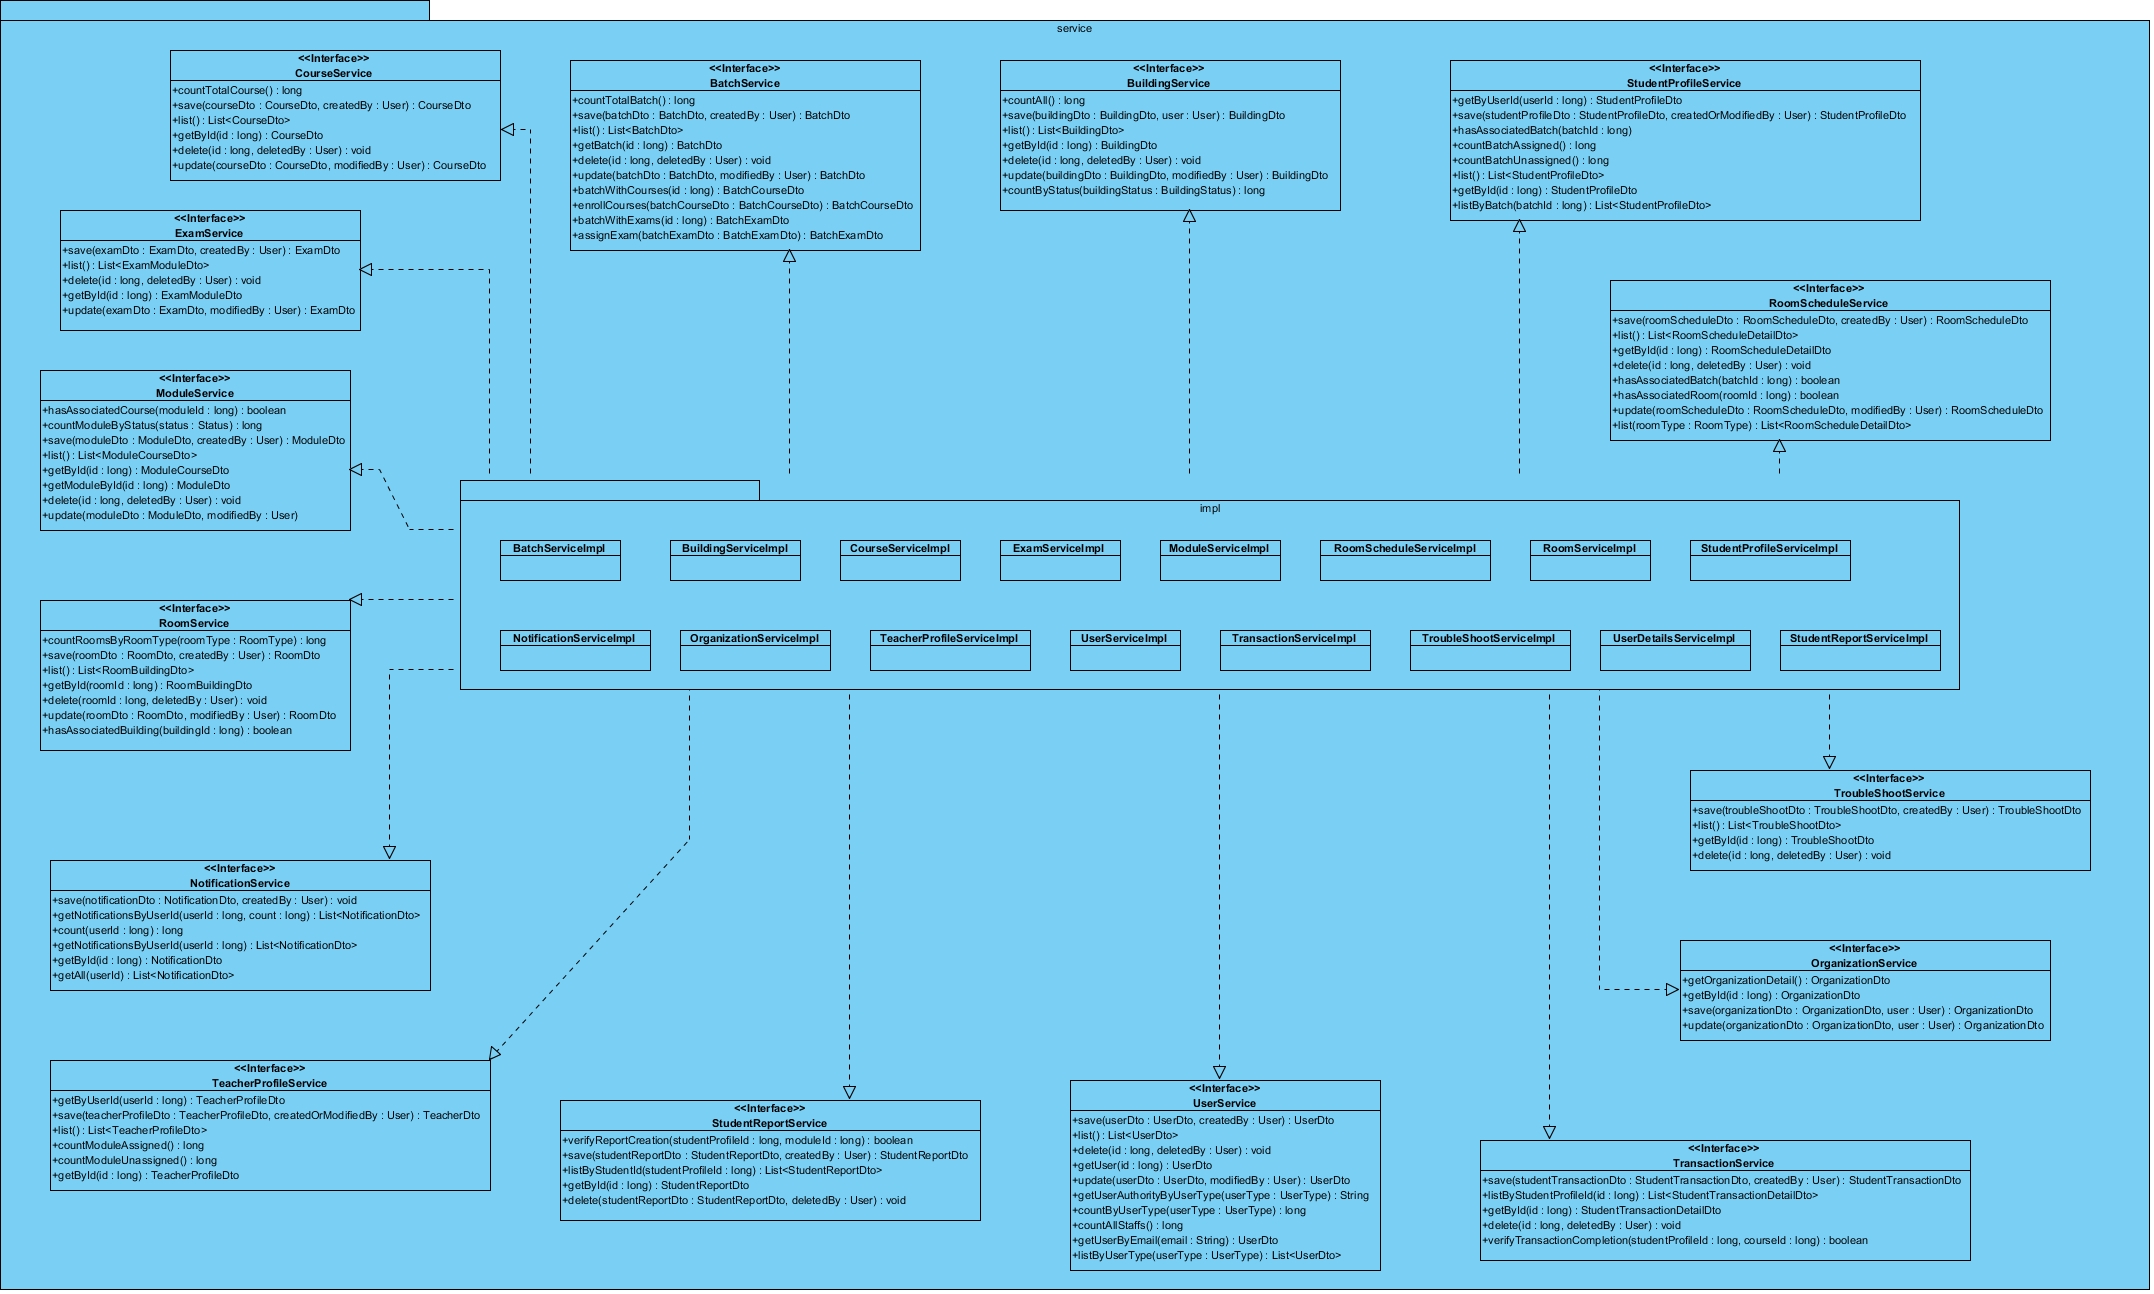 service
<<Interface>>
CourseService
+countTotalCourse() : long
+save(courseDto : CourseDto, createdBy : User) : CourseDto
+list() : List<CourseDto>
+getById(id : long) : CourseDto
+delete(id : long, deletedBy : User) : void
+update(courseDto : CourseDto, modifiedBy : User) : CourseDto
<<Interface>>
BatchService
+countTotalBatch() : long
+save(batchDto : BatchDto, createdBy : User) : BatchDto
+list() : List<BatchDto>
+getBatch(id : long) : BatchDto
+delete(id : long, deletedBy : User) : void
+update(batchDto : BatchDto, modifiedBy : User) : BatchDto
+batchWithCourses(id : long) : BatchCourseDto
+enrollCourses(batchCourseDto : BatchCourseDto) : BatchCourseDto
+batchWithExams(id : long) : BatchExamDto
+assignExam(batchExamDto : BatchExamDto) : BatchExamDto
<<Interface>>
BuildingService
+countAll() : long
+save(buildingDto : BuildingDto, user : User) : BuildingDto
+list() : List<BuildingDto>
+getById(id : long) : BuildingDto
+delete(id : long, deletedBy : User) : void
+update(buildingDto : BuildingDto, modifiedBy : User) : BuildingDto
+countByStatus(buildingStatus : BuildingStatus) : long
<<Interface>>
StudentProfileService
+getByUserId(userId : long) : StudentProfileDto
+save(studentProfileDto : StudentProfileDto, createdOrModifiedBy : User) : StudentProfileDto
+hasAssociatedBatch(batchId : long)
+countBatchAssigned() : long
+countBatchUnassigned() : long
+list() : List<StudentProfileDto>
+getById(id : long) : StudentProfileDto
+listByBatch(batchId : long) : List<StudentProfileDto>
<<Interface>>
ExamService
+save(examDto : ExamDto, createdBy : User) : ExamDto
+list() : List<ExamModuleDto>
+delete(id : long, deletedBy : User) : void
+getById(id : long) : ExamModuleDto
+update(examDto : ExamDto, modifiedBy : User) : ExamDto
<<Interface>>
RoomScheduleService
+save(roomScheduleDto : RoomScheduleDto, createdBy : User) : RoomScheduleDto
+list() : List<RoomScheduleDetailDto>
+getById(id : long) : RoomScheduleDetailDto
+delete(id : long, deletedBy : User) : void
+hasAssociatedBatch(batchId : long) : boolean
+hasAssociatedRoom(roomId : long) : boolean
+update(roomScheduleDto : RoomScheduleDto, modifiedBy : User) : RoomScheduleDto
+list(roomType : RoomType) : List<RoomScheduleDetailDto>
<<Interface>>
ModuleService
+hasAssociatedCourse(moduleId : long) : boolean
+countModuleByStatus(status : Status) : long
+save(moduleDto : ModuleDto, createdBy : User) : ModuleDto
+list() : List<ModuleCourseDto>
+getById(id : long) : ModuleCourseDto
+getModuleById(id : long) : ModuleDto
+delete(id : long, deletedBy : User) : void
+update(moduleDto : ModuleDto, modifiedBy : User)
impl
BatchServiceImpl
BuildingServiceImpl
CourseServiceImpl
ExamServiceImpl
ModuleServiceImpl
RoomScheduleServiceImpl
RoomServiceImpl
StudentProfileServiceImpl
NotificationServiceImpl
OrganizationServiceImpl
TeacherProfileServiceImpl
UserServiceImpl
TransactionServiceImpl
TroubleShootServiceImpl
UserDetailsServiceImpl
StudentReportServiceImpl
<<Interface>>
RoomService
+countRoomsByRoomType(roomType : RoomType) : long
+save(roomDto : RoomDto, createdBy : User) : RoomDto
+list() : List<RoomBuildingDto>
+getById(roomId : long) : RoomBuildingDto
+delete(roomId : long, deletedBy : User) : void
+update(roomDto : RoomDto, modifiedBy : User) : RoomDto
+hasAssociatedBuilding(buildingId : long) : boolean
<<Interface>>
TroubleShootService
+save(troubleShootDto : TroubleShootDto, createdBy : User) : TroubleShootDto
+list() : List<TroubleShootDto>
+getById(id : long) : TroubleShootDto
+delete(id : long, deletedBy : User) : void
<<Interface>>
NotificationService
+save(notificationDto : NotificationDto, createdBy : User) : void
+getNotificationsByUserId(userId : long, count : long) : List<NotificationDto>
+count(userId : long) : long
+getNotificationsByUserId(userId : long) : List<NotificationDto>
+getById(id : long) : NotificationDto
+getAll(userId) : List<NotificationDto>
<<Interface>>
OrganizationService
+getOrganizationDetail() : OrganizationDto
+getById(id : long) : OrganizationDto
+save(organizationDto : OrganizationDto, user : User) : OrganizationDto
+update(organizationDto : OrganizationDto, user : User) : OrganizationDto
<<Interface>>
TeacherProfileService
+getByUserId(userId : long) : TeacherProfileDto
+save(teacherProfileDto : TeacherProfileDto, createdOrModifiedBy : User) : TeacherDto
+list() : List<TeacherProfileDto>
+countModuleAssigned() : long
+countModuleUnassigned() : long
+getById(id : long) : TeacherProfileDto
<<Interface>>
StudentReportService
+verifyReportCreation(studentProfileId : long, moduleId : long) : boolean
+save(studentReportDto : StudentReportDto, createdBy : User) : StudentReportDto
+listByStudentId(studentProfileId : long) : List<StudentReportDto>
+getById(id : long) : StudentReportDto
+delete(studentReportDto : StudentReportDto, deletedBy : User) : void
<<Interface>>
UserService
+save(userDto : UserDto, createdBy : User) : UserDto
+list() : List<UserDto>
+delete(id : long, deletedBy : User) : void
+getUser(id : long) : UserDto
+update(userDto : UserDto, modifiedBy : User) : UserDto
+getUserAuthorityByUserType(userType : UserType) : String
+countByUserType(userType : UserType) : long
+countAllStaffs() : long
+getUserByEmail(email : String) : UserDto
+listByUserType(userType : UserType) : List<UserDto>
<<Interface>>
TransactionService
+save(studentTransactionDto : StudentTransactionDto, createdBy : User) : StudentTransactionDto
+listByStudentProfileId(id : long) : List<StudentTransactionDetailDto>
+getById(id : long) : StudentTransactionDetailDto
+delete(id : long, deletedBy : User) : void
+verifyTransactionCompletion(studentProfileId : long, courseId : long) : boolean